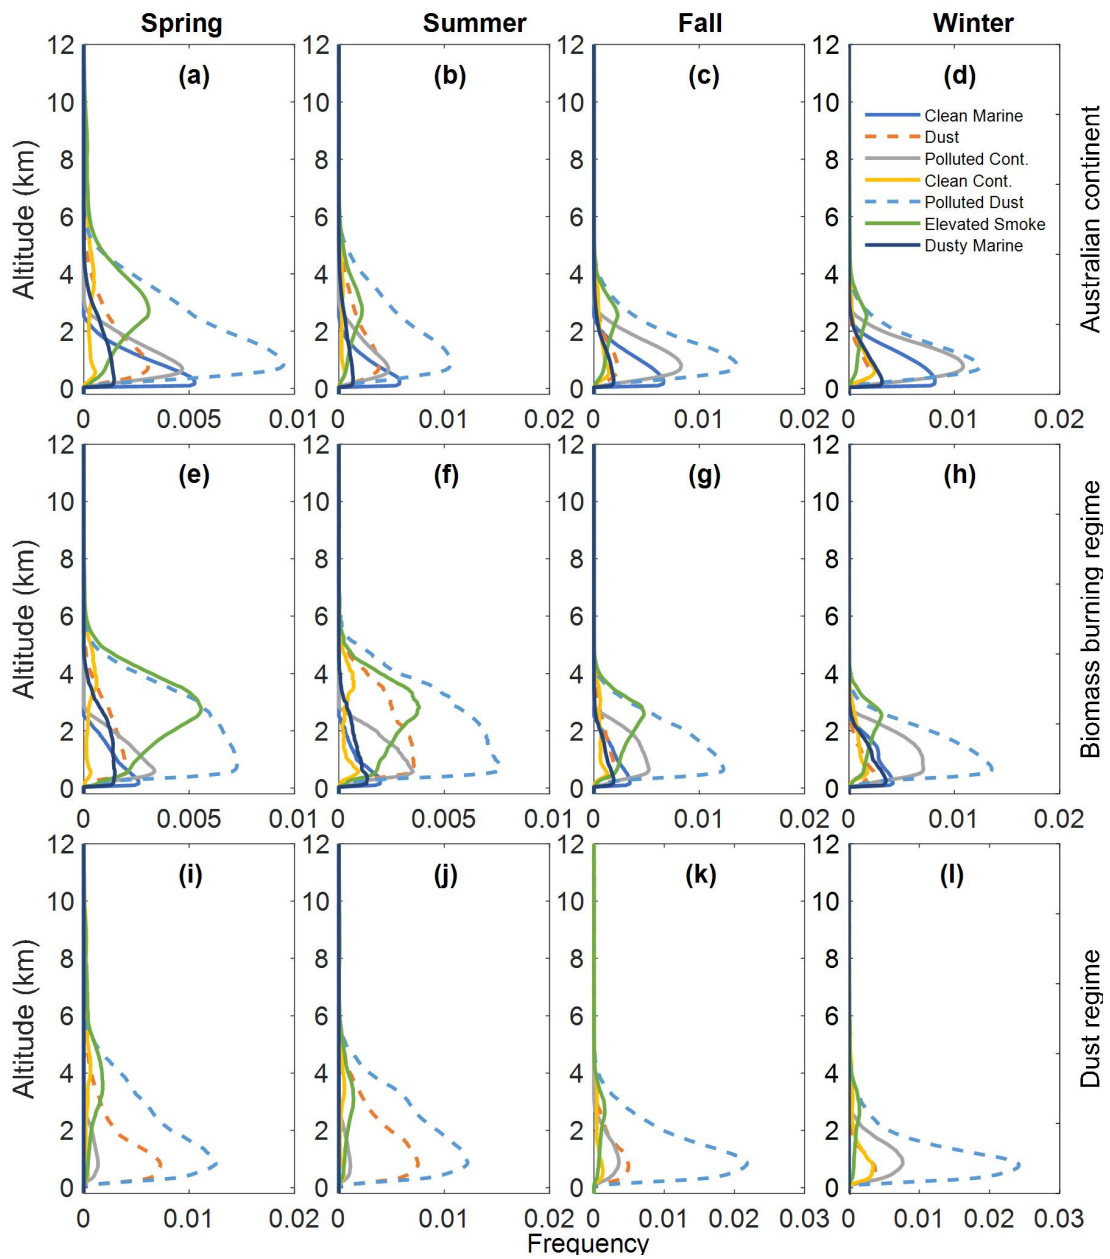 Spring Summer Fall Winter
12 12 12 12
(a) (b) (c) (d)
10 10 10 10
Clean Marine
Dust
8 8 8 8
Polluted Cont.
Clean Cont.
Polluted Dust
6 6 6 6
Elevated Smoke
Dusty Marine
4 4 4 4
2 2 2 2
0 0 0 0
Altitude (km)
Australian continent
0 0.005 0.01 0 0.01 0.02 0 0.01 0.02 0 0.01 0.02
12 12 12 12
(e) (f) (g) (h)
10 10 10 10
8 8 8 8
6 6 6 6
4 4 4 4
2 2 2 2
0 0 0 0
Altitude (km)
Biomass burning regime
0 0.005 0.01 0 0.005 0.01 0 0.01 0.02 0 0.01 0.02
12 12 12 12
(i) (j) (k) (l)
10 10 10 10
8 8 8 8
6 6 6 6
4 4 4 4
2 2 2 2
0 0 0 0
Altitude (km)
Dust regime
0 0.01 0.02 0 0.01 0.02 0 0.01 0.02 0.03 0 0.01 0.02 0.03
Frequency